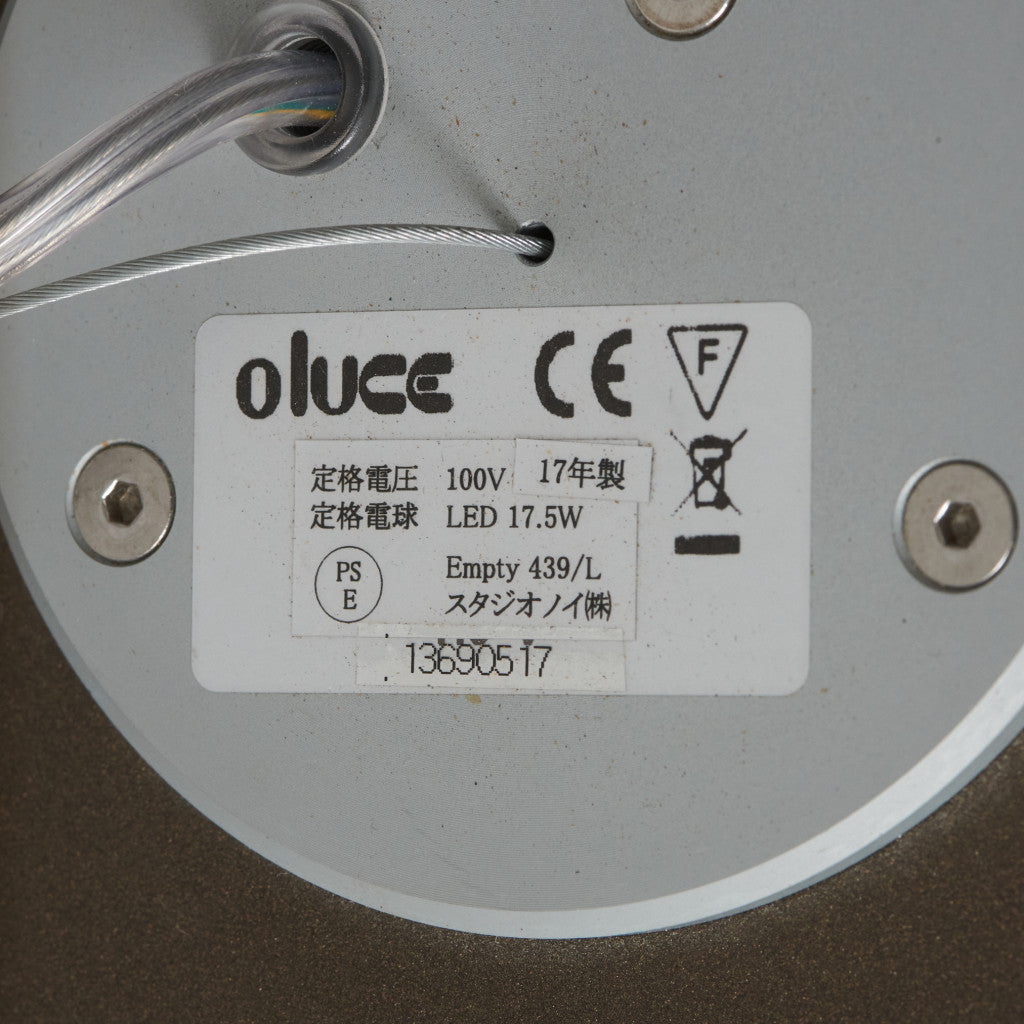 oluce CE F
定格電圧 100V 17年製
定格電球 LED 17.5W
PS
E
Empty 439/L
スタジオノイ㈱
13690517